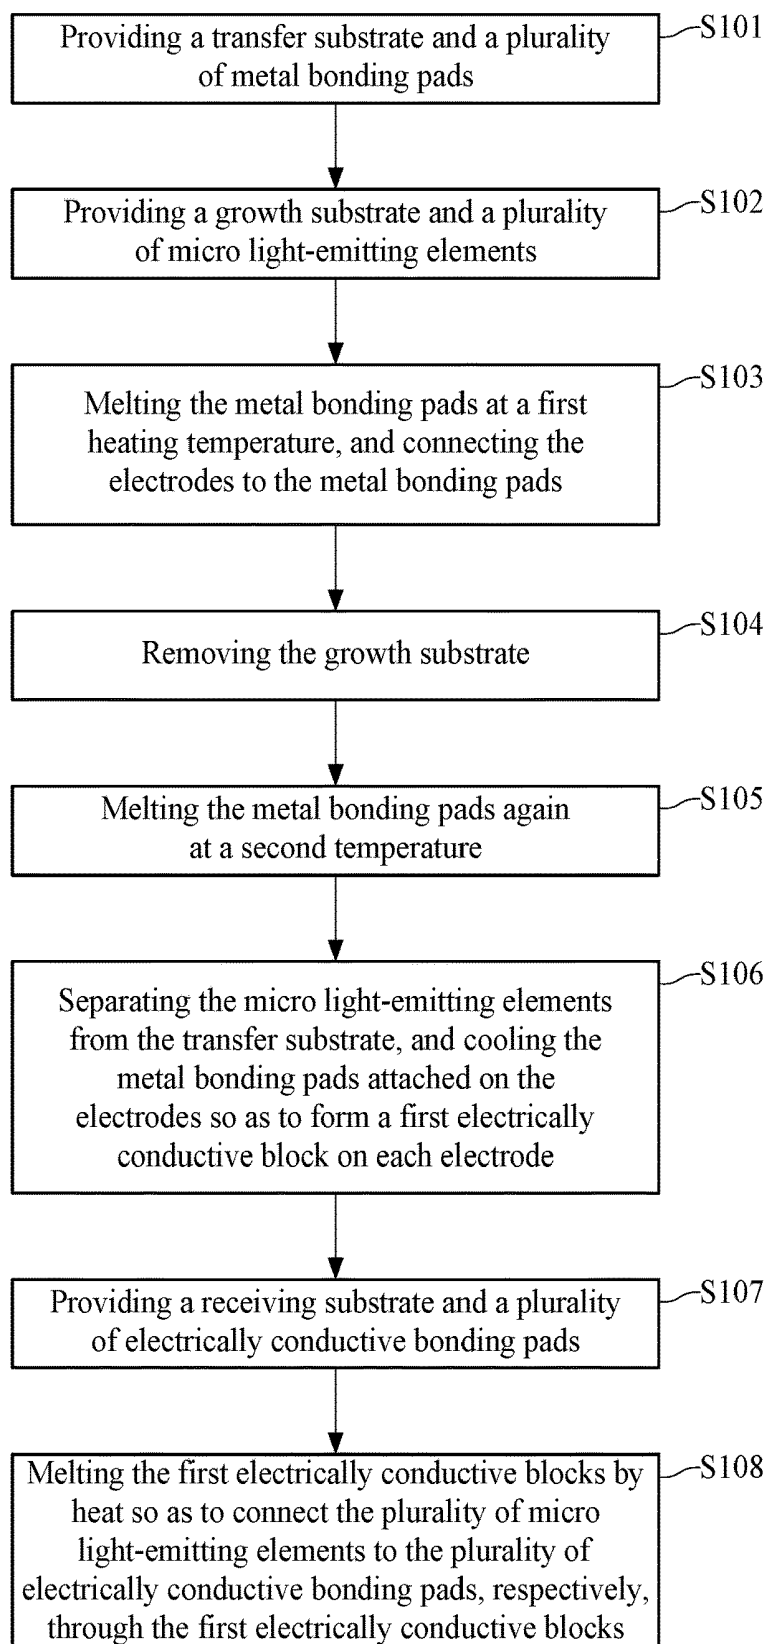 Providing a transfer substrate and a plurality
of metal bonding pads
S101
Providing a growth substrate and a plurality
of micro light-emitting elements
S102
Melting the metal bonding pads at a first
heating temperature, and connecting the
electrodes to the metal bonding pads
S103
Removing the growth substrate
S104
Melting the metal bonding pads again
at a second temperature
S105
Separating the micro light-emitting elements
from the transfer substrate, and cooling the
metal bonding pads attached on the
electrodes so as to form a first electrically
conductive block on each electrode
S106
Providing a receiving substrate and a plurality
of electrically conductive bonding pads
S107
Melting the first electrically conductive blocks by
heat so as to connect the plurality of micro
light-emitting elements to the plurality of
electrically conductive bonding pads, respectively,
through the first electrically conductive blocks
S108